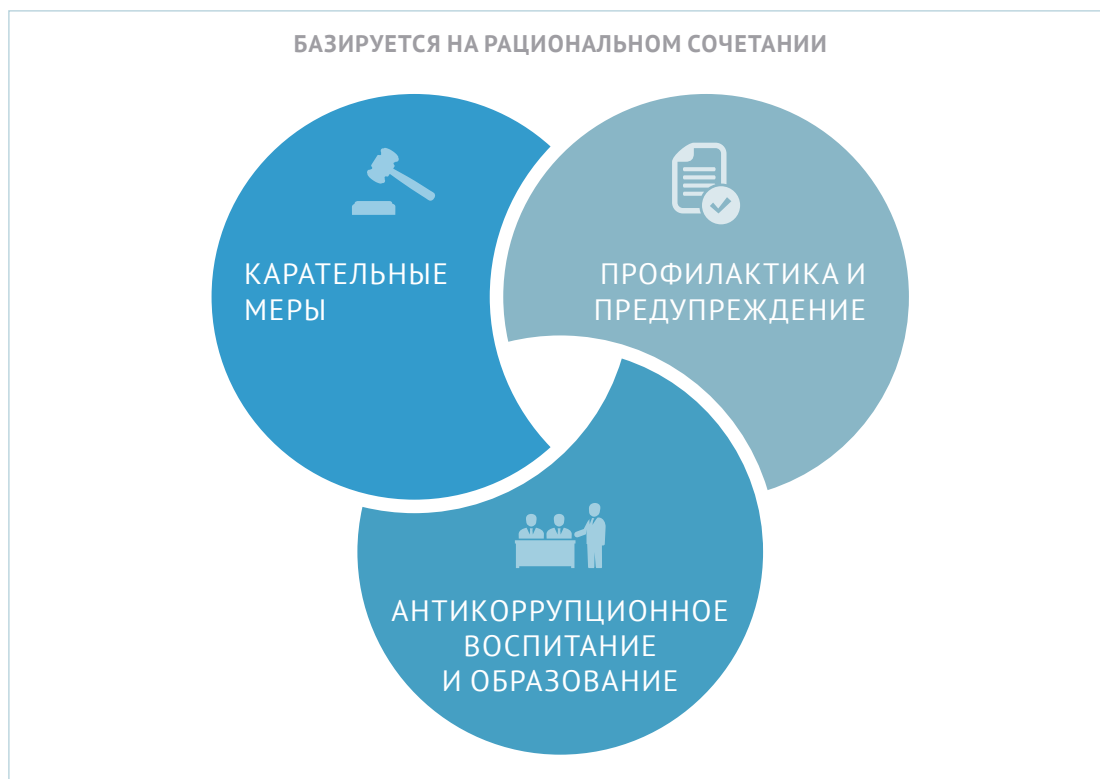 БАЗИРУЕТСЯ НА РАЦИОНАЛЬНОМ СОЧЕТАНИИ
КАРАТЕЛЬНЫЕ
МЕРЫ
ПРОФИЛАКТИКА И
ПРЕДУПРЕЖДЕНИЕ
АНТИКОРРУПЦИОННОЕ
ВОСПИТАНИЕ
И ОБРАЗОВАНИЕ